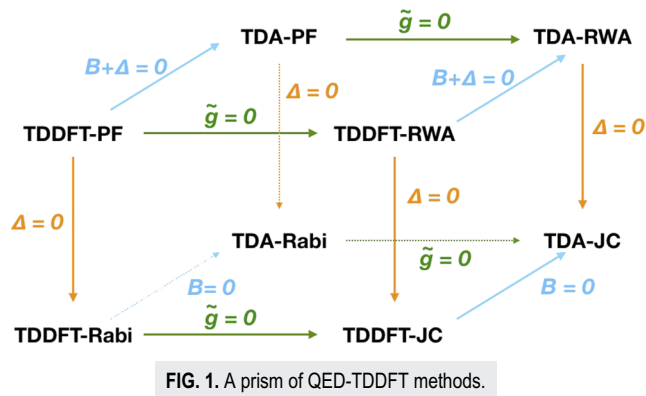 TDA-PF
g̃ = 0
TDA-RWA
B+Δ = 0
Δ = 0
B+Δ = 0
TDDFT-PF
g̃ = 0
TDDFT-RWA
Δ = 0
Δ = 0
Δ = 0
TDA-Rabi
g̃ = 0
TDA-JC
B= 0
B = 0
TDDFT-Rabi
g̃ = 0
TDDFT-JC
FIG. 1. A prism of QED-TDDFT methods.